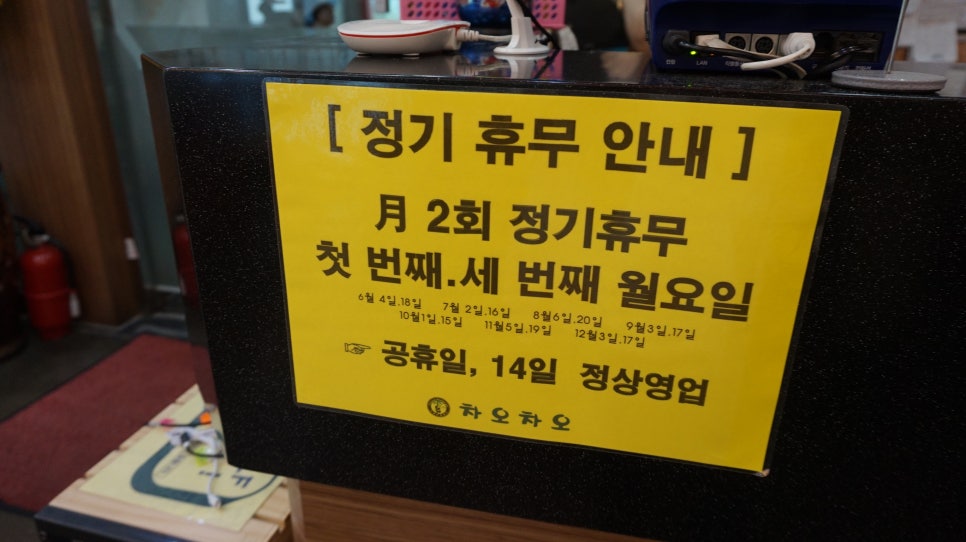 LAN
[ 정기 휴무 안내 ]
月 2회 정기휴무
첫 번째.세 번째 월요일
6월 4일,18일 7월 2일,16일 8월6일,20일 9월3일,17일
10월1일,15일 11월5일,19일 12월3일,17일
☞ 공휴일, 14일 정상영업
차오차오